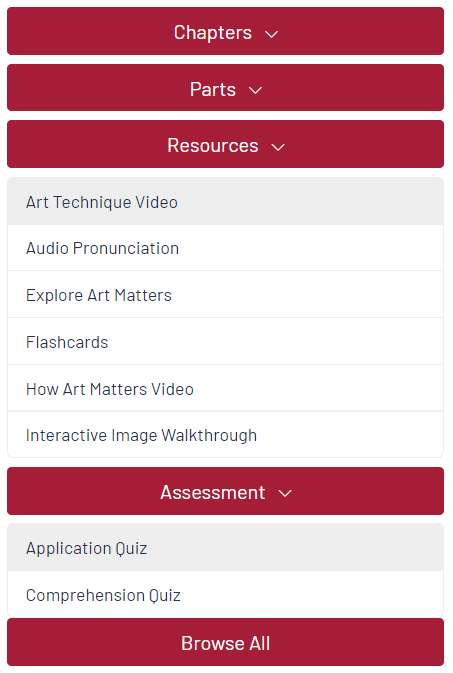 Chapters
Parts
Resources
Art Technique Video
Audio Pronunciation
Explore Art Matters
Flashcards
How Art Matters Video
Interactive Image Walkthrough
Assessment
Application Quiz
Comprehension Quiz
Browse All